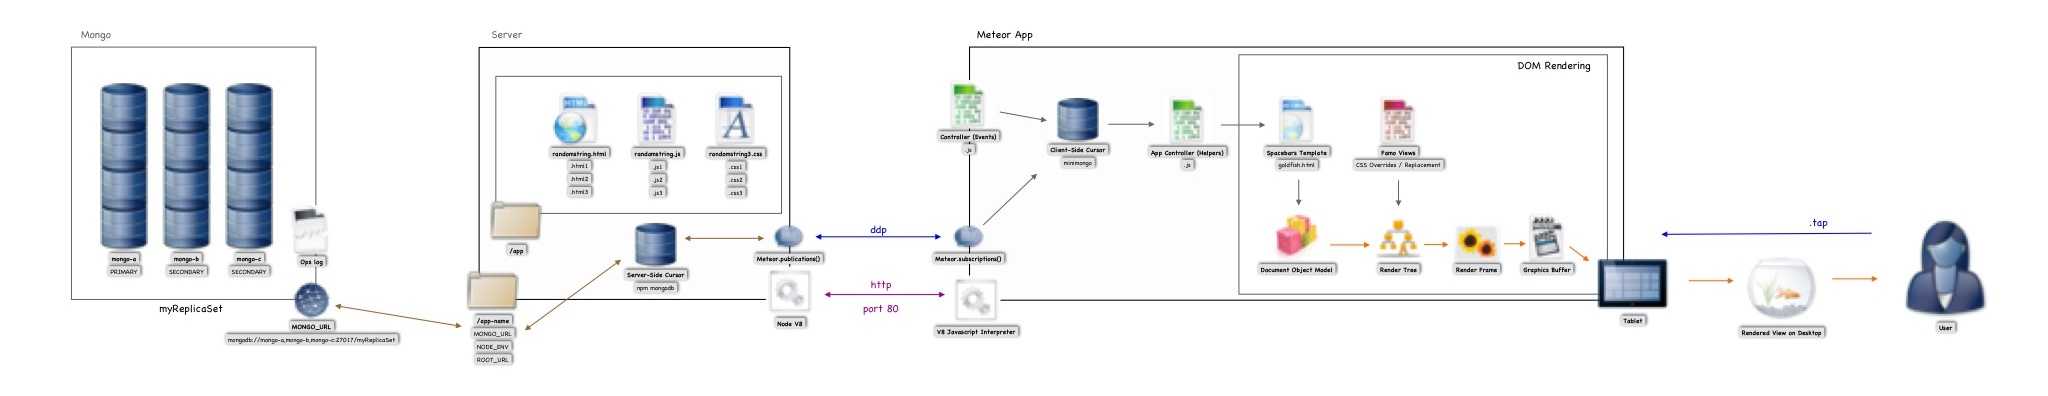 Mongo
mongo-a
PRIMARY
mongo-b
SECONDARY
mongo-c
SECONDARY
Ops log
myReplicaSet
MONGO_URL
mongodb://mongo-a,mongo-b,mongo-c:27017/myReplicaSet
Server
HTML
randomstring.html
.html1
.html2
.html3
randomstring.js
.js1
.js2
.js3
A
randomstring3.css
.css1
.css2
.css3
/app
Server-Side Cursor
npm mongodb
/app-name
MONGO_URL
NODE_ENV
ROOT_URL
Meteor.publications()
Node V8
ddp
http
port 80
Meteor App
Controller (Events)
.js
Client-Side Cursor
minimongo
App Controller (Helpers)
.js
Meteor.subscriptions()
V8 Javascript Interpreter
DOM Rendering
HTML
Spacebars Template
goldfish.html
Famo Views
CSS Overrides / Replacement
Document Object Model
Render Tree
Render Frame
Graphics Buffer
Tablet
.tap
Rendered View on Desktop
User